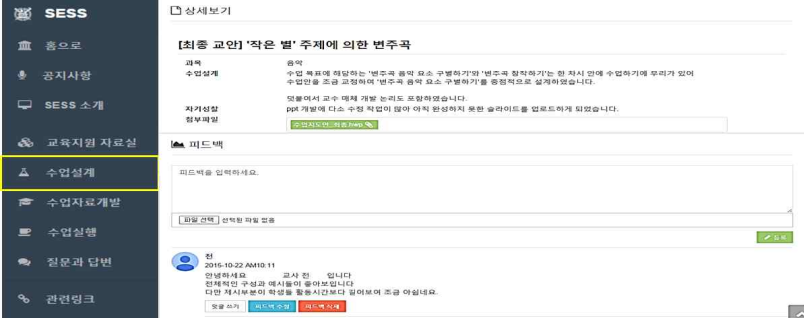 SESS
홈으로
공지사항
SESS 소개
교육지원 자료실
수업설계
수업자료개발
수업실행
질문과 답변
관련링크
상세보기
[최종 교안] '작은 별' 주제에 의한 변주곡
과목 음악
수업설계 수업 목표에 해당하는 '변주곡 음악 요소 구별하기'와 '변주곡 창작하기'는 한 차시 안에 수업하기에 무리가 있어
수업안을 조금 교정하여 '변주곡 음악 요소 구별하기'를 중점적으로 설계하였습니다.
덧붙여서 교수 매체 개발 논리도 포함하였습니다.
자기성찰 ppt 개발에 다소 수정 작업이 많아 아직 완성하지 못한 슬라이드를 업로드하게 되었습니다.
첨부파일 수업지도안_최종.hwp
피드백
피드백을 입력하세요.
파일 선택 선택된 파일 없음
등록
전
2015-10-22 AM10:11
안녕하세요 교사 전 입니다
전체적인 구성과 예시들이 좋아보입니다
다만 제시부분이 학생들 활동시간보다 길어보여 조금 아쉽네요.
댓글 쓰기 피드백 수정 피드백 삭제